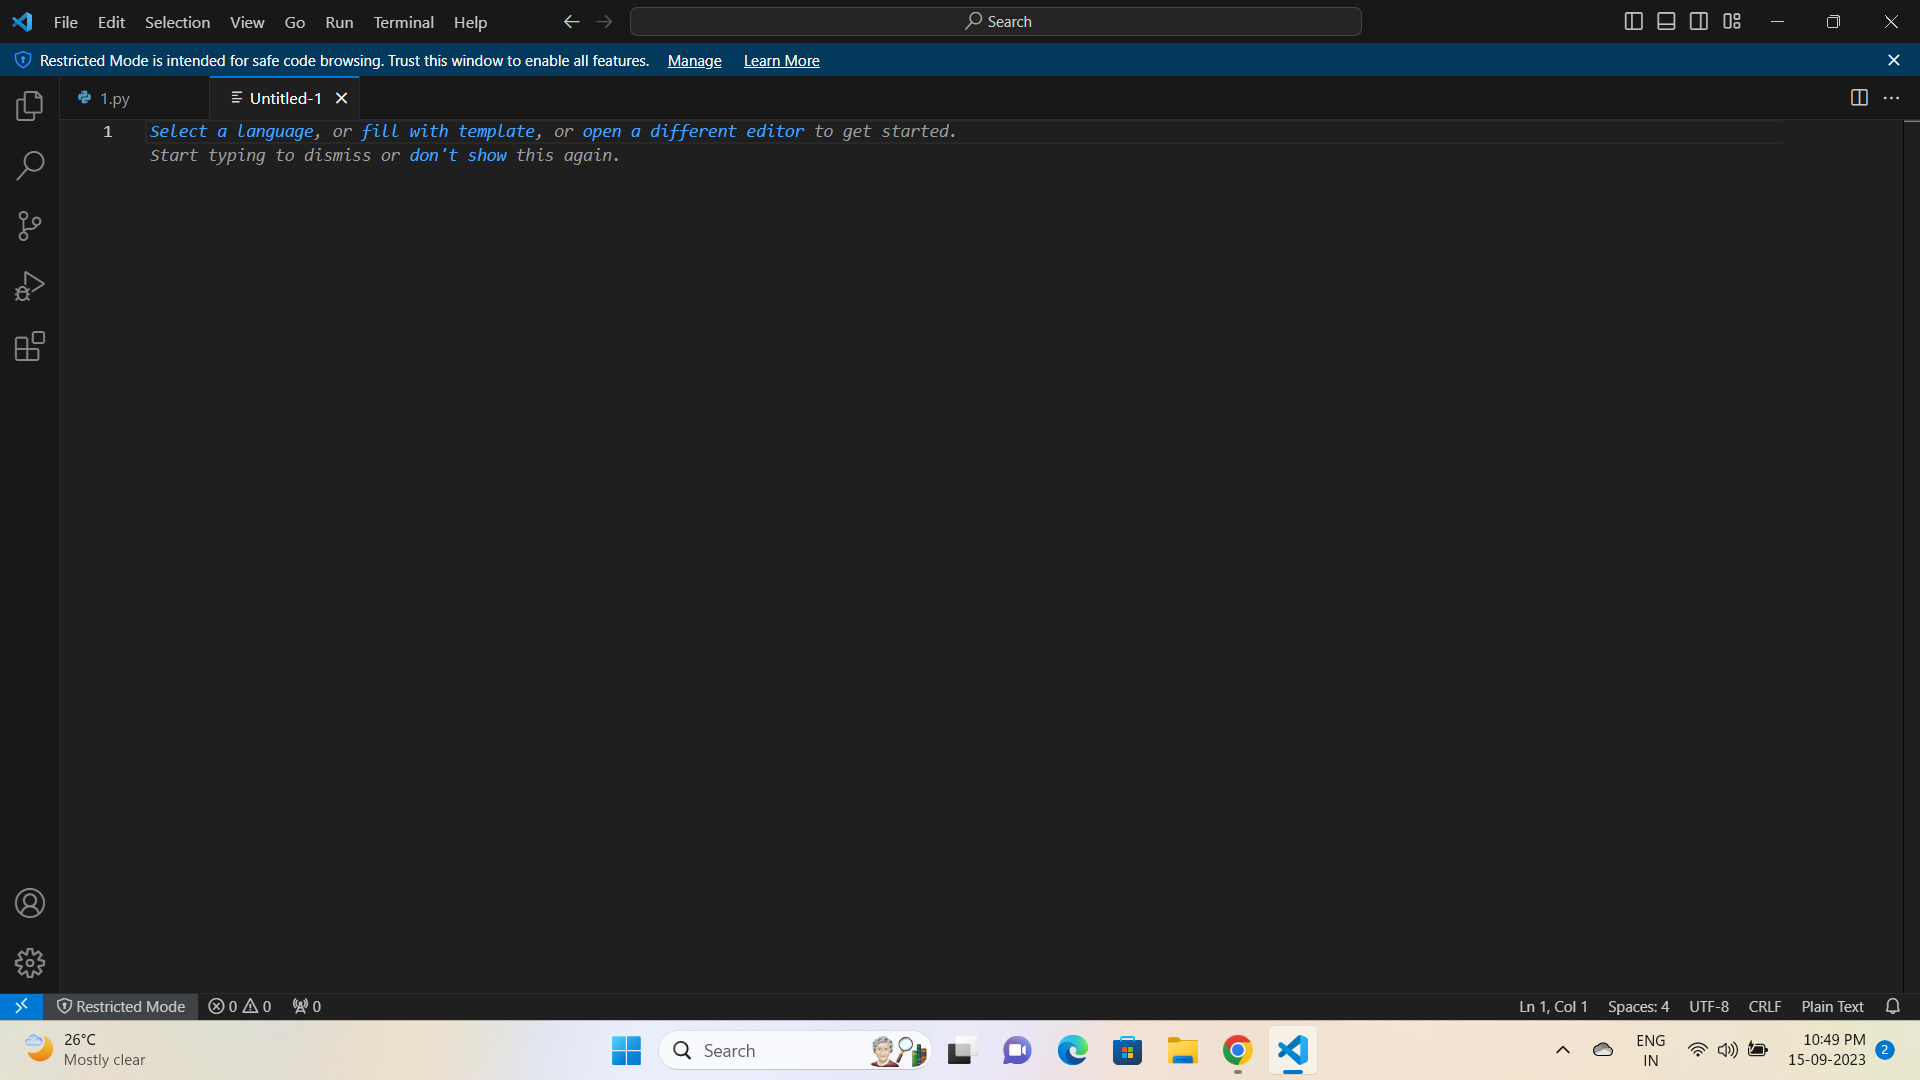 File Edit Selection View Go Run Terminal Help
Search
Restricted Mode is intended for safe code browsing. Trust this window to enable all features. Manage Learn More
1.py Untitled-1
1 Select a language, or fill with template, or open a different editor to get started.
Start typing to dismiss or don't show this again.
Restricted Mode 0 0 0 Ln 1, Col 1 Spaces: 4 UTF-8 CRLF Plain Text
26°C
Mostly clear
Search
ENG
IN
10:49 PM
15-09-2023
2